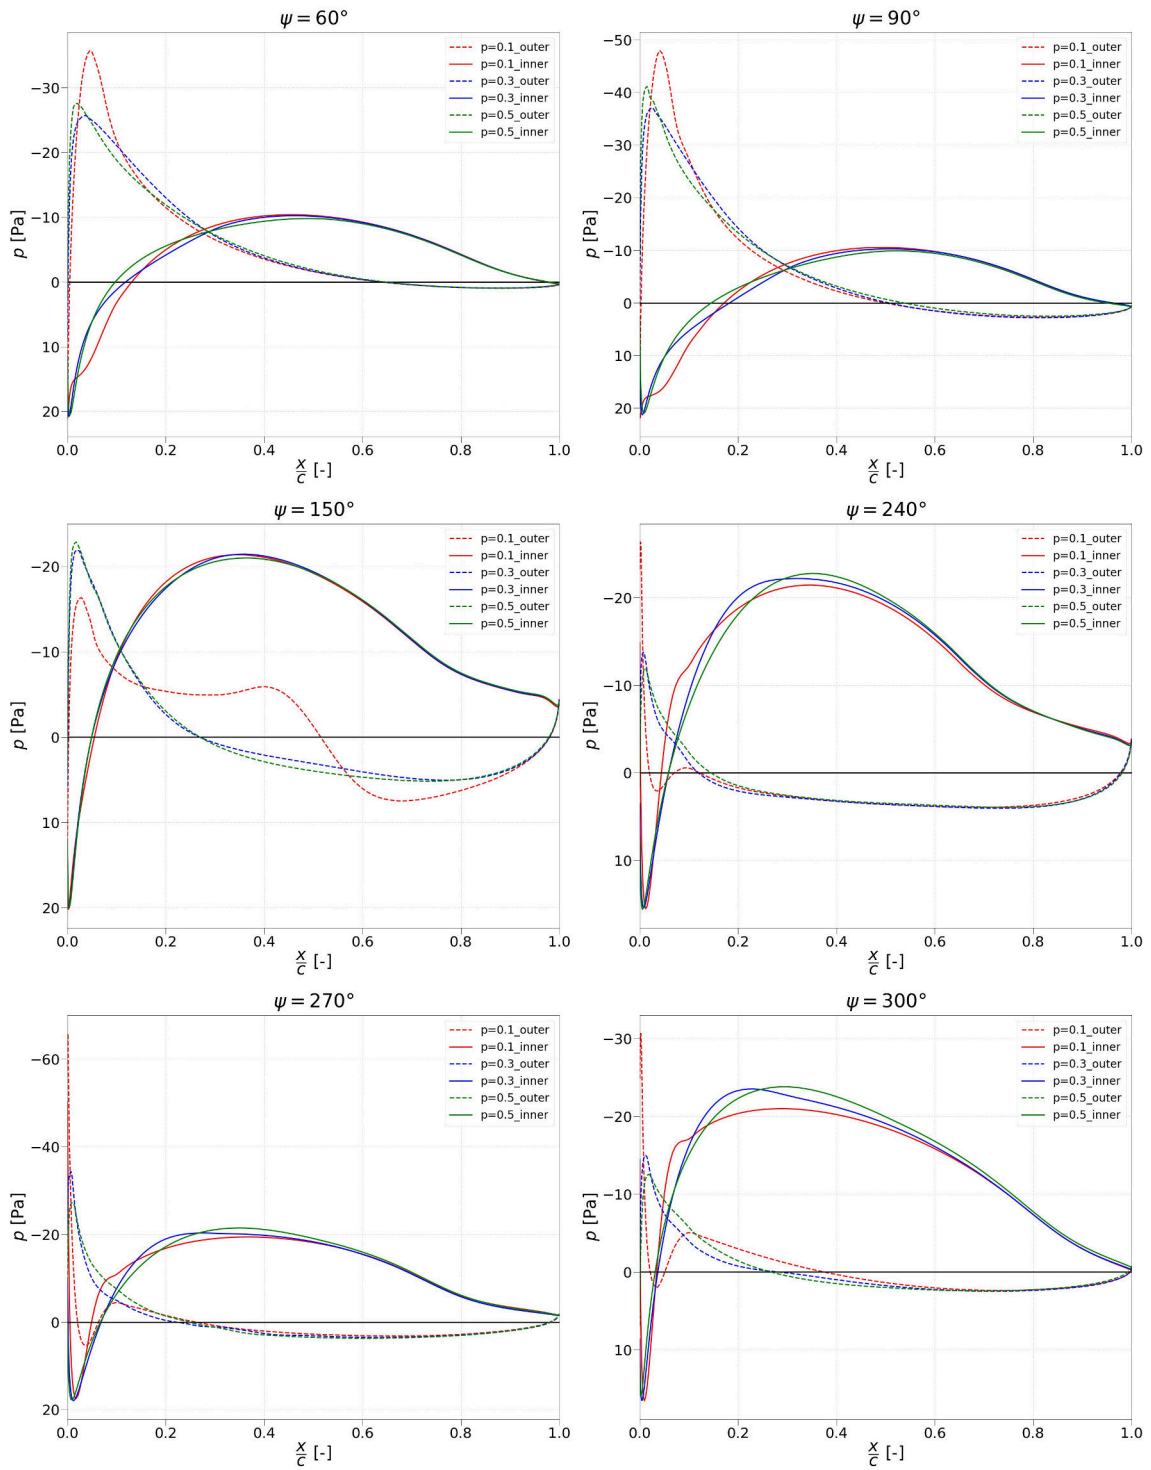 ψ = 60°
p=0.1_outer
p=0.1_inner
p=0.3_outer
p=0.3_inner
p=0.5_outer
p=0.5_inner
−30
−20
−10
0
10
20
p [Pa]
0.0 0.2 0.4 0.6 0.8 1.0
x/c [-]
ψ = 90°
p=0.1_outer
p=0.1_inner
p=0.3_outer
p=0.3_inner
p=0.5_outer
p=0.5_inner
−50
−40
−30
−20
−10
0
10
20
p [Pa]
0.0 0.2 0.4 0.6 0.8 1.0
x/c [-]
ψ = 150°
p=0.1_outer
p=0.1_inner
p=0.3_outer
p=0.3_inner
p=0.5_outer
p=0.5_inner
−20
−10
0
10
20
p [Pa]
0.0 0.2 0.4 0.6 0.8 1.0
x/c [-]
ψ = 240°
p=0.1_outer
p=0.1_inner
p=0.3_outer
p=0.3_inner
p=0.5_outer
p=0.5_inner
−20
−10
0
10
p [Pa]
0.0 0.2 0.4 0.6 0.8 1.0
x/c [-]
ψ = 270°
p=0.1_outer
p=0.1_inner
p=0.3_outer
p=0.3_inner
p=0.5_outer
p=0.5_inner
−60
−40
−20
0
20
p [Pa]
0.0 0.2 0.4 0.6 0.8 1.0
x/c [-]
ψ = 300°
p=0.1_outer
p=0.1_inner
p=0.3_outer
p=0.3_inner
p=0.5_outer
p=0.5_inner
−30
−20
−10
0
10
p [Pa]
0.0 0.2 0.4 0.6 0.8 1.0
x/c [-]